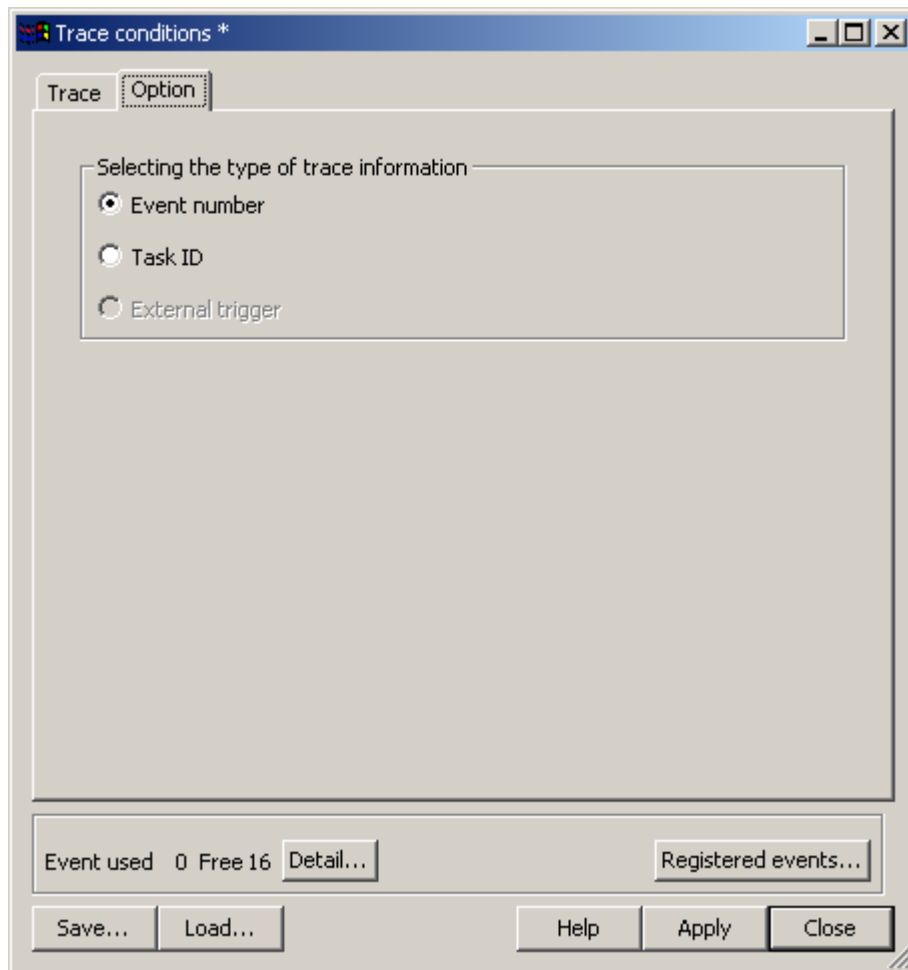 Trace conditions *
Trace Option
Selecting the type of trace information
Event number
Task ID
External trigger
Event used 0 Free 16 Detail... Registered events...
Save... Load... Help Apply Close